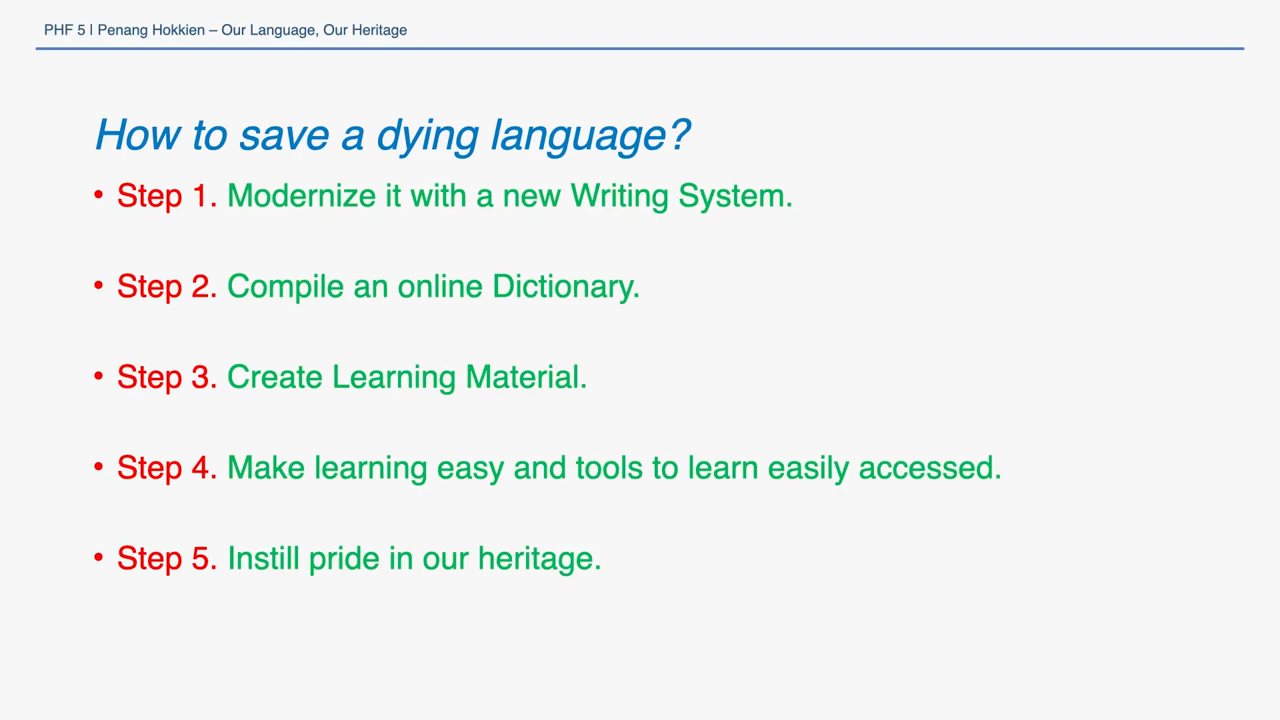 PHF 5 | Penang Hokkien – Our Language, Our Heritage
How to save a dying language?
• Step 1. Modernize it with a new Writing System.
• Step 2. Compile an online Dictionary.
• Step 3. Create Learning Material.
• Step 4. Make learning easy and tools to learn easily accessed.
• Step 5. Instill pride in our heritage.